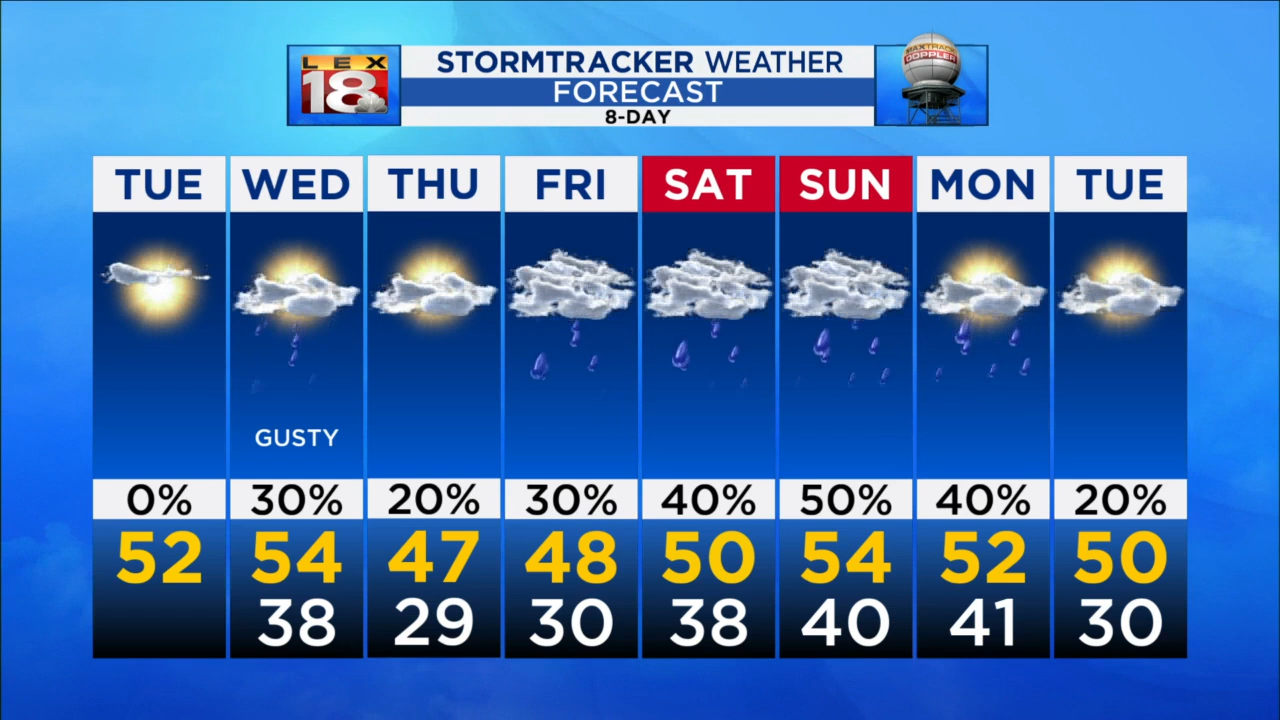 LEX
18
STORMTRACKER WEATHER
FORECAST
8-DAY
MAXTRACK
DOPPLER
TUE WED THU FRI SAT SUN MON TUE
GUSTY
0% 30% 20% 30% 40% 50% 40% 20%
52 54 47 48 50 54 52 50
38 29 30 38 40 41 30